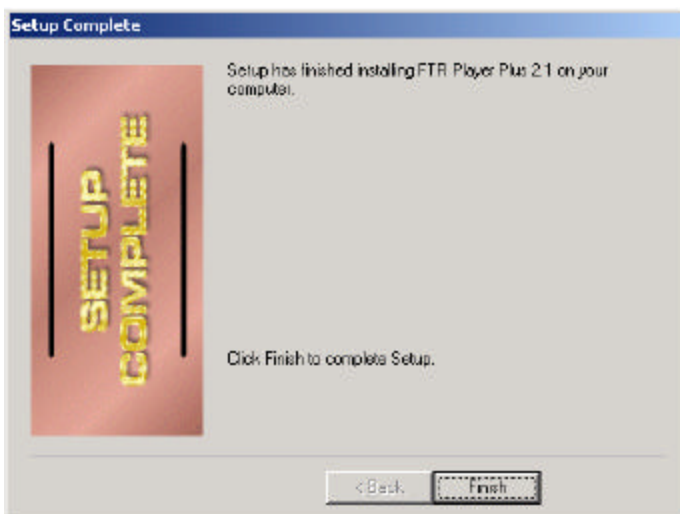 Setup Complete
SETUP
COMPLETE
Setup has finished installing FTR Player Plus 2.1 on your
computer.
Click Finish to complete Setup.
< Back
Finish